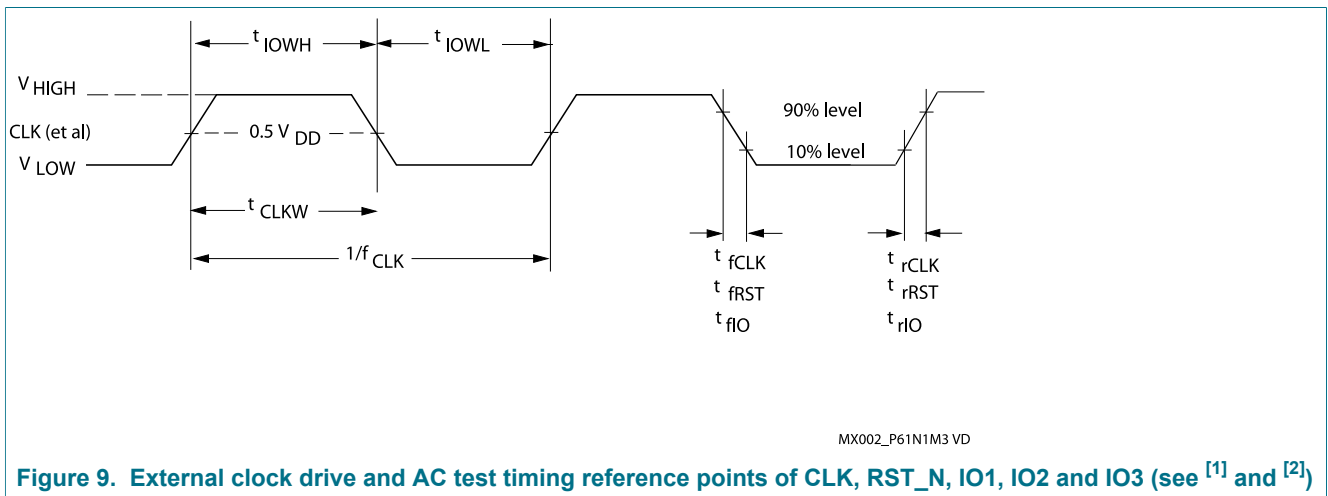 t IOWH
t IOWL
V HIGH
CLK (et al)
0.5 V DD
V LOW
90% level
10% level
t CLKW
1/f CLK
t fCLK
t fRST
t fIO
t rCLK
t rRST
t rIO
MX002_P61N1M3 VD
Figure 9. External clock drive and AC test timing reference points of CLK, RST_N, IO1, IO2 and IO3 (see [1] and [2])